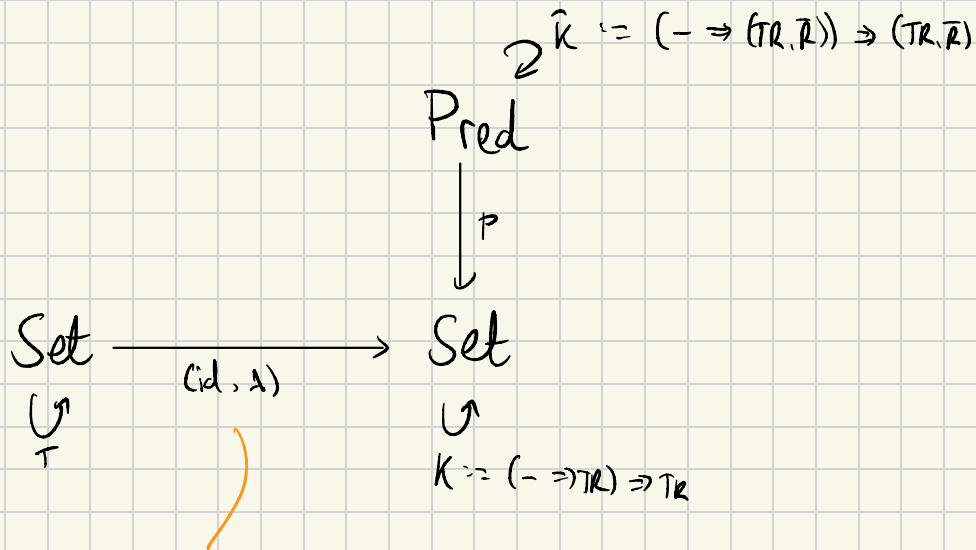 K̂ := (- ⇒ (TR, R̄)) ⇒ (TR, R̄)
Pred
p
Set
Set
(id, λ)
T
K := (- ⇒ TR) ⇒ TR